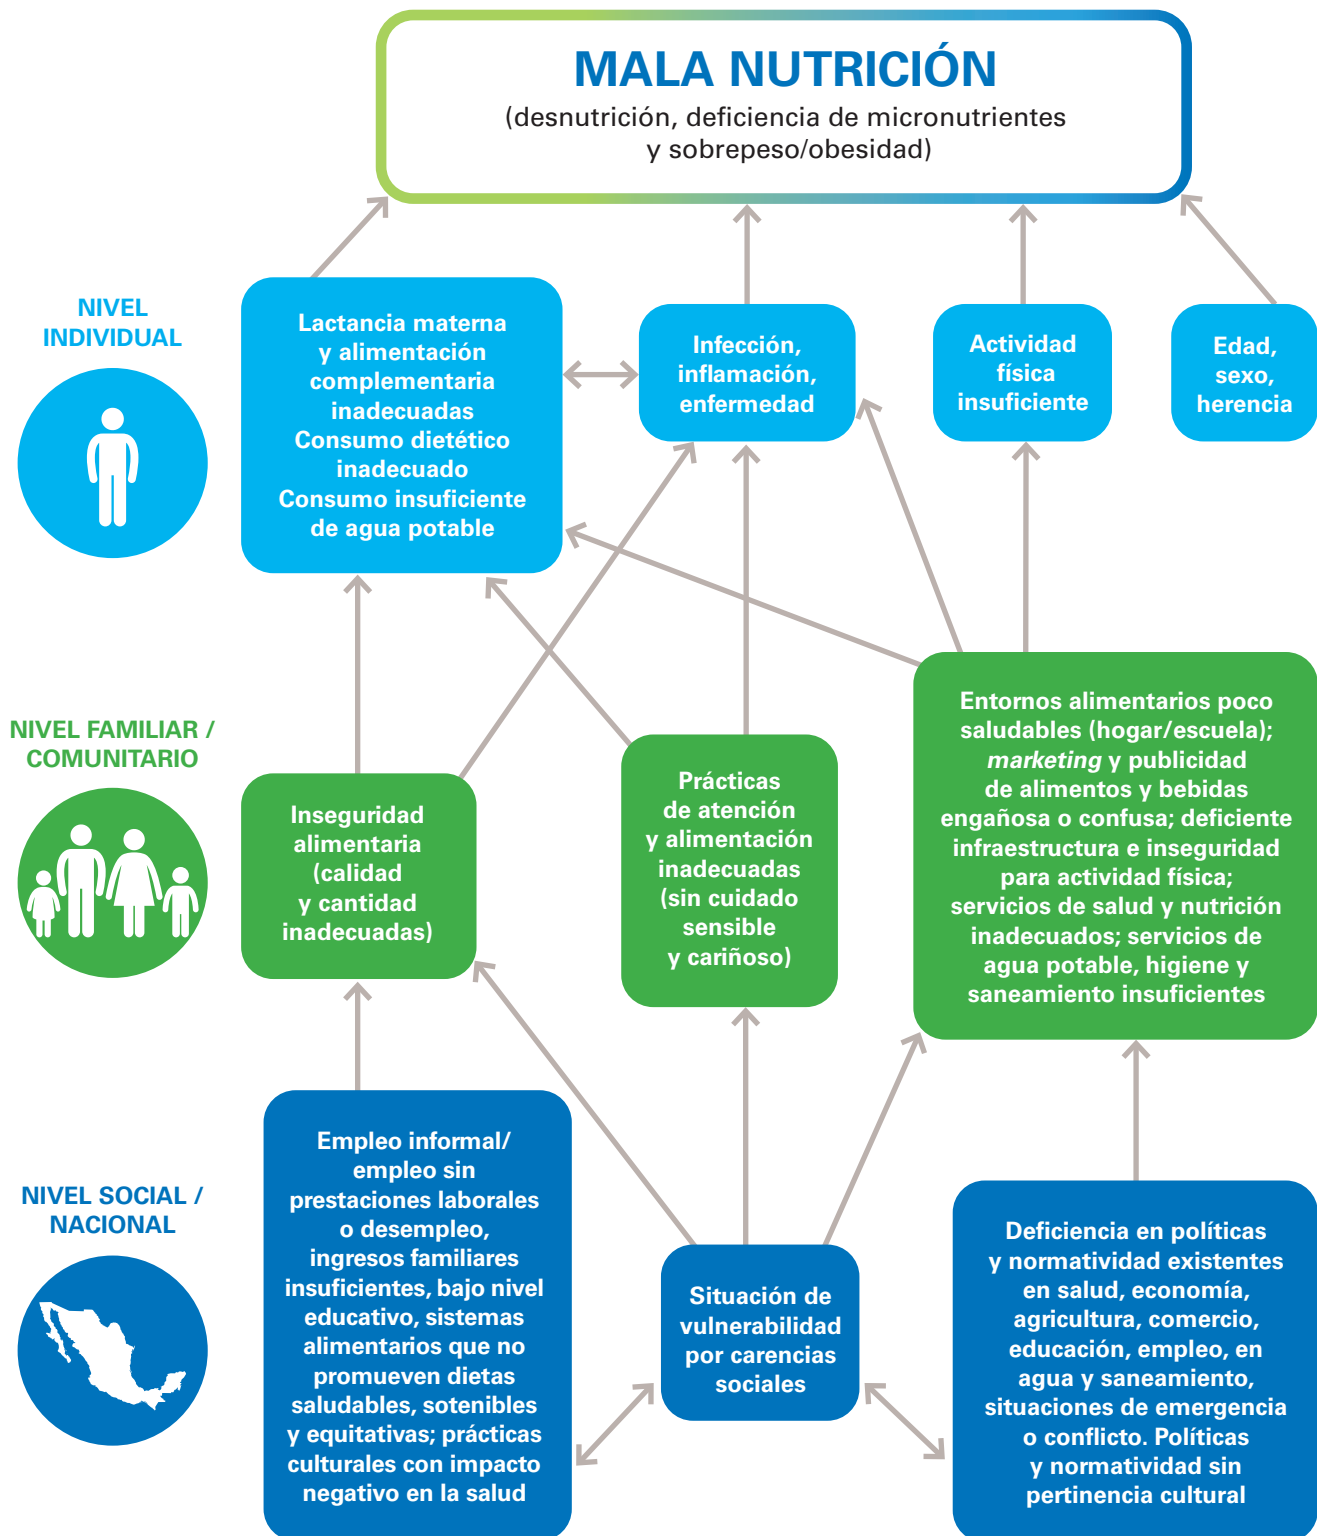 MALA NUTRICIÓN
(desnutrición, deficiencia de micronutrientes
y sobrepeso/obesidad)
NIVEL
INDIVIDUAL
Lactancia materna
y alimentación
complementaria
inadecuadas
Consumo dietético
inadecuado
Consumo insuficiente
de agua potable
Infección,
inflamación,
enfermedad
Actividad
física
insuficiente
Edad,
sexo,
herencia
NIVEL FAMILIAR /
COMUNITARIO
Inseguridad
alimentaria
(calidad
y cantidad
inadecuadas)
Prácticas
de atención
y alimentación
inadecuadas
(sin cuidado
sensible
y cariñoso)
Entornos alimentarios poco
saludables (hogar/escuela);
marketing y publicidad
de alimentos y bebidas
engañosa o confusa; deficiente
infraestructura e inseguridad
para actividad física;
servicios de salud y nutrición
inadecuados; servicios de
agua potable, higiene y
saneamiento insuficientes
NIVEL SOCIAL /
NACIONAL
Empleo informal/
empleo sin
prestaciones laborales
o desempleo,
ingresos familiares
insuficientes, bajo nivel
educativo, sistemas
alimentarios que no
promueven dietas
saludables, sotenibles
y equitativas; prácticas
culturales con impacto
negativo en la salud
Situación de
vulnerabilidad
por carencias
sociales
Deficiencia en políticas
y normatividad existentes
en salud, economía,
agricultura, comercio,
educación, empleo, en
agua y saneamiento,
situaciones de emergencia
o conflicto. Políticas
y normatividad sin
pertinencia cultural